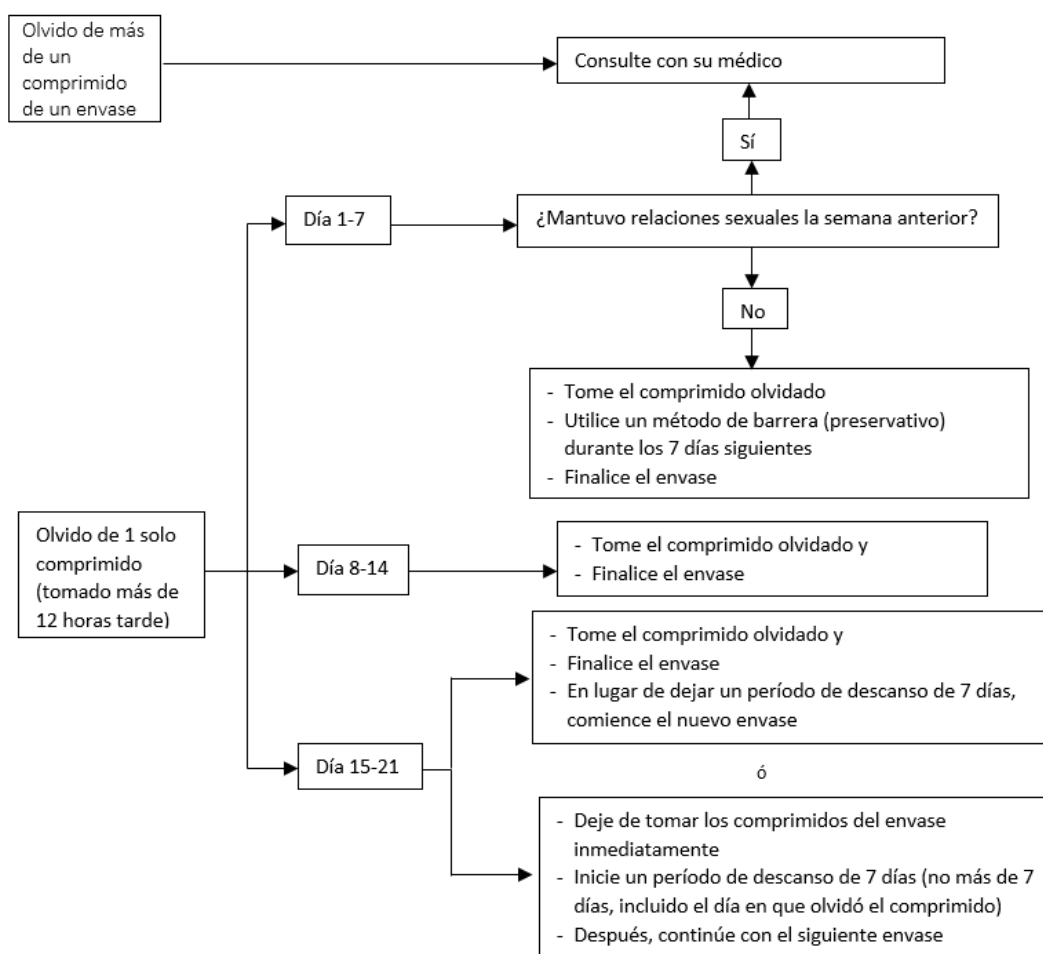 Olvido de más
de un
comprimido
de un envase
Consulte con su médico
Sí
Día 1-7
¿Mantuvo relaciones sexuales la semana anterior?
No
- Tome el comprimido olvidado
- Utilice un método de barrera (preservativo)
durante los 7 días siguientes
- Finalice el envase
Olvido de 1 solo
comprimido
(tomado más de
12 horas tarde)
Día 8-14
- Tome el comprimido olvidado y
- Finalice el envase
- Tome el comprimido olvidado y
- Finalice el envase
- En lugar de dejar un período de descanso de 7 días,
comience el nuevo envase
Día 15-21
ó
- Deje de tomar los comprimidos del envase
inmediatamente
- Inicie un período de descanso de 7 días (no más de 7
días, incluido el día en que olvidó el comprimido)
- Después, continúe con el siguiente envase